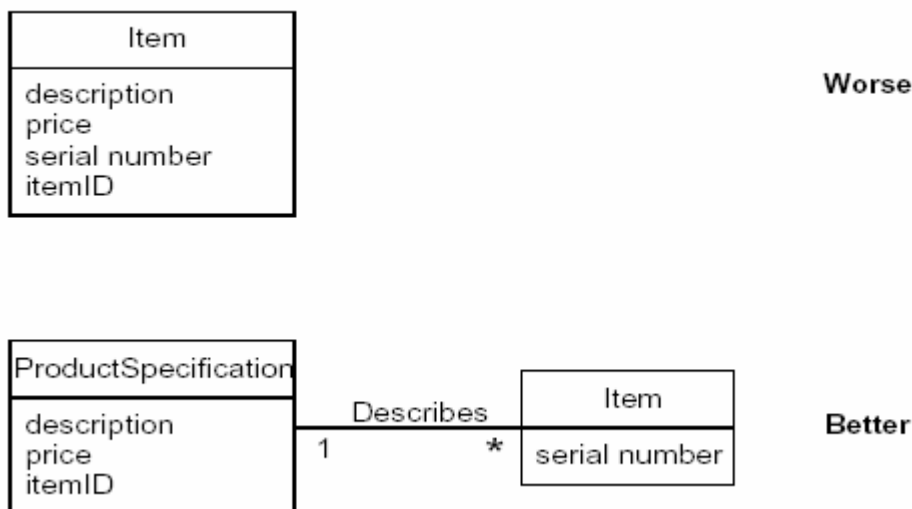 Item
Worse
description
price
serial number
itemID
ProductSpecification
Describes
Item
Better
description
price
itemID
1
*
serial number